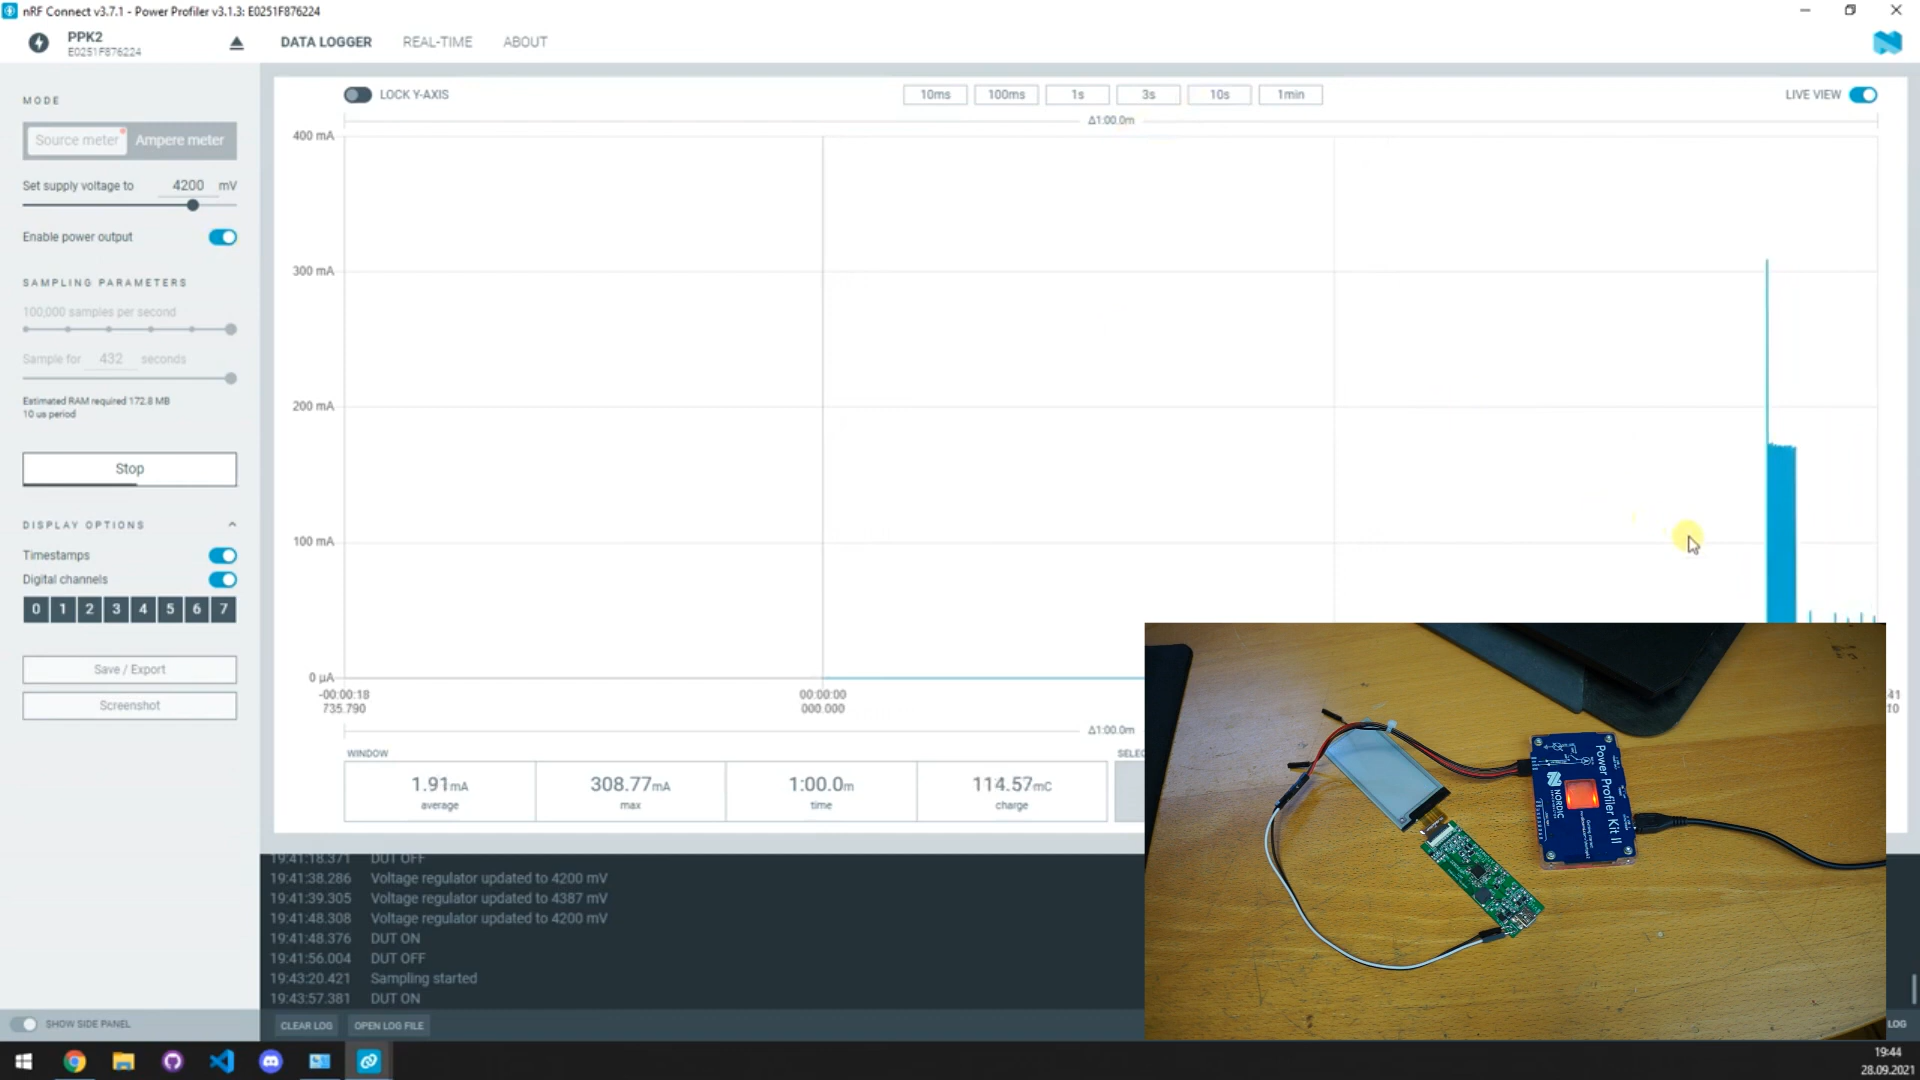 nRF Connect v3.7.1 - Power Profiler v3.1.3: E0251F876224
PPK2
E0251F876224
DATA LOGGER REAL-TIME ABOUT
MODE
Source meter Ampere meter
Set supply voltage to 4200 mV
Enable power output
SAMPLING PARAMETERS
100,000 samples per second
Sample for 432 seconds
Estimated RAM required 172.8 MB
10 us period
Stop
DISPLAY OPTIONS
Timestamps
Digital channels
0 1 2 3 4 5 6 7
Save / Export
Screenshot
SHOW SIDE PANEL
LOCK Y-AXIS
10ms 100ms 1s 3s 10s 1min
LIVE VIEW
Δ1:00.0m
400 mA
300 mA
200 mA
100 mA
0 µA
-00:00:18
735.790
00:00:00
000.000
41
10
Δ1:00.0m
WINDOW
SELEC
1.91mA
average
308.77mA
max
1:00.0m
time
114.57mC
charge
19:41:18.371 DUT OFF
19:41:38.286 Voltage regulator updated to 4200 mV
19:41:39.305 Voltage regulator updated to 4387 mV
19:41:48.308 Voltage regulator updated to 4200 mV
19:41:48.376 DUT ON
19:41:56.004 DUT OFF
19:43:20.421 Sampling started
19:43:57.381 DUT ON
CLEAR LOG OPEN LOG FILE
LOG
Power Profiler Kit II
NORDIC
19:44
28.09.2021